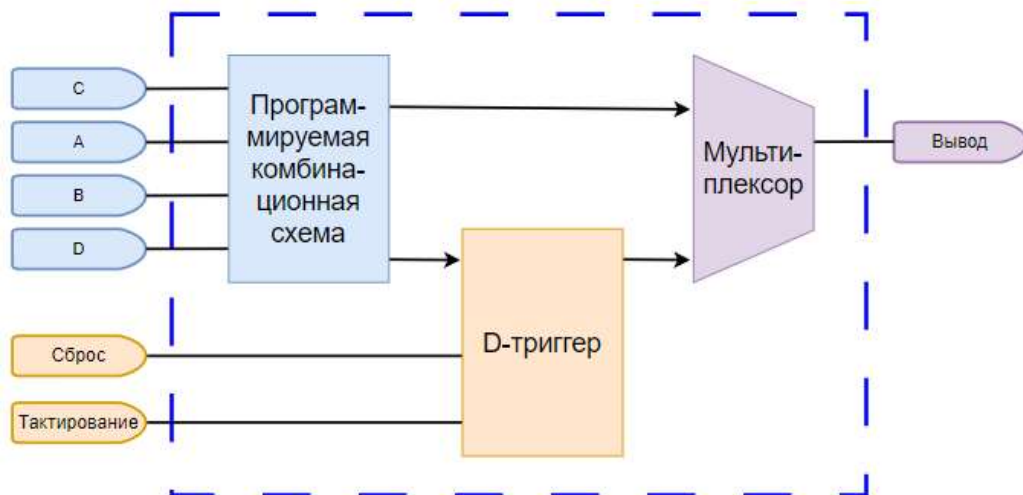 C
A
B
D
Програм-
мируемая
комбина-
ционная
схема
Мульти-
плексор
Вывод
D-триггер
Сброс
Тактирование